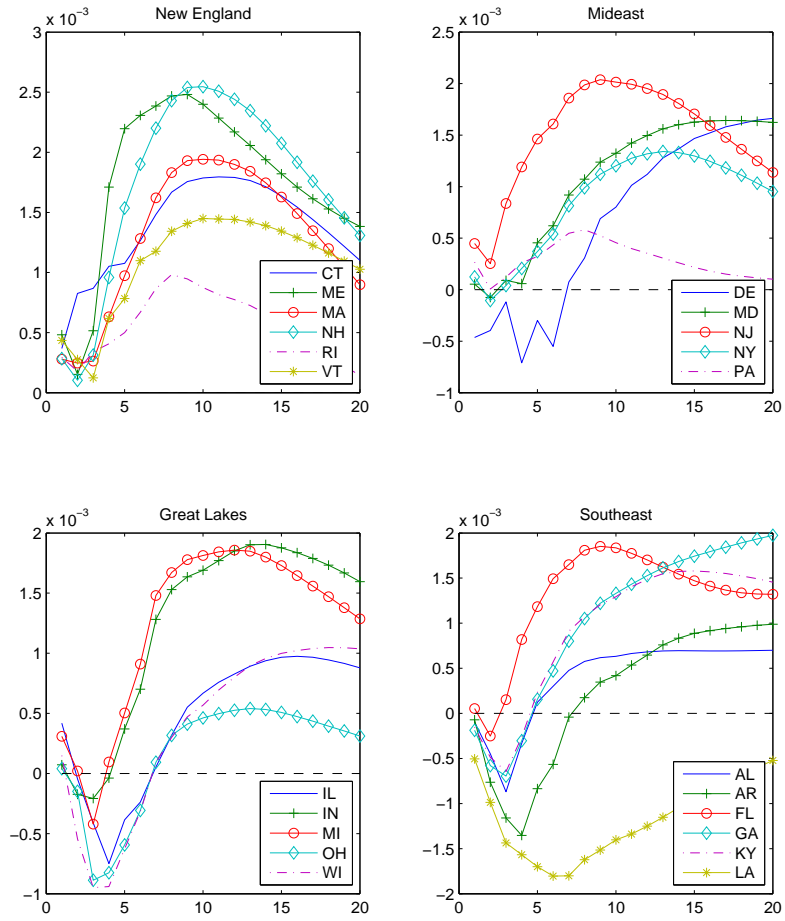 New England
x 10⁻³
3
2.5
2
1.5
1
0.5
0
0 5 10 15 20
CT
ME
MA
NH
RI
VT
Mideast
x 10⁻³
2.5
2
1.5
1
0.5
0
−0.5
−1
0 5 10 15 20
DE
MD
NJ
NY
PA
Great Lakes
x 10⁻³
2
1.5
1
0.5
0
−0.5
−1
0 5 10 15 20
IL
IN
MI
OH
WI
Southeast
x 10⁻³
2
1.5
1
0.5
0
−0.5
−1
−1.5
−2
0 5 10 15 20
AL
AR
FL
GA
KY
LA